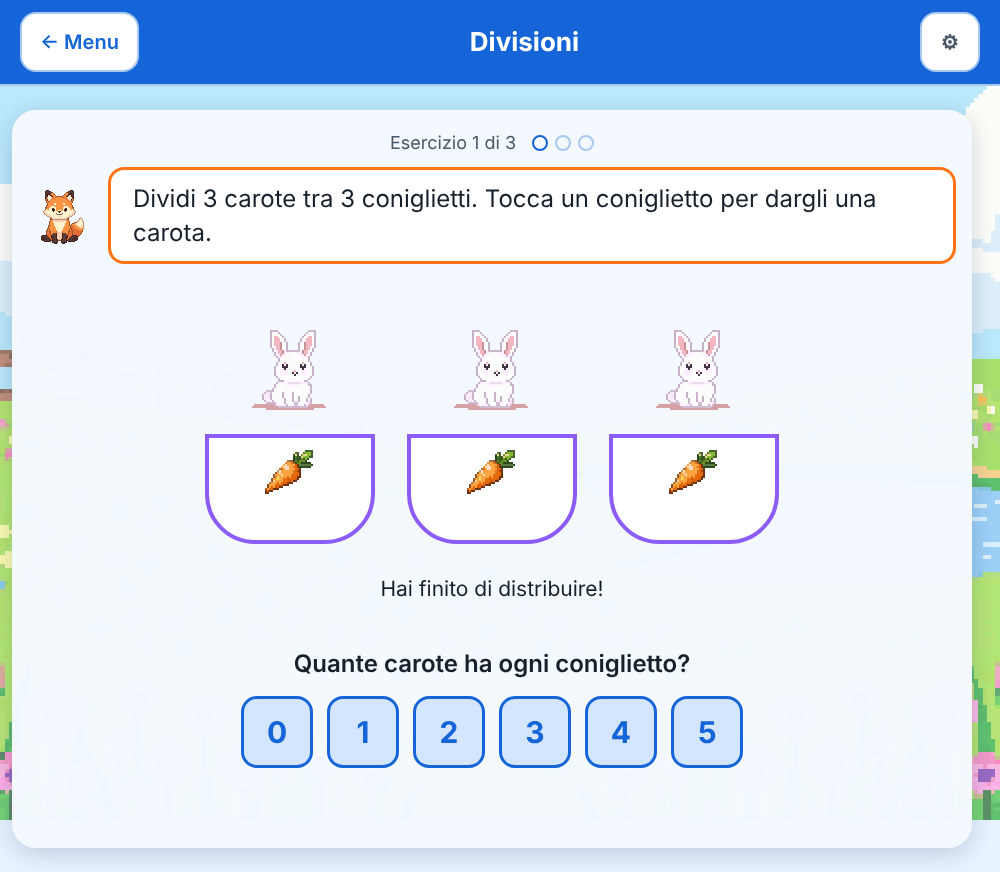 ← Menu
Divisioni
⚙
Esercizio 1 di 3
Dividi 3 carote tra 3 coniglietti. Tocca un coniglietto per dargli una
carota.
Hai finito di distribuire!
Quante carote ha ogni coniglietto?
0 1 2 3 4 5